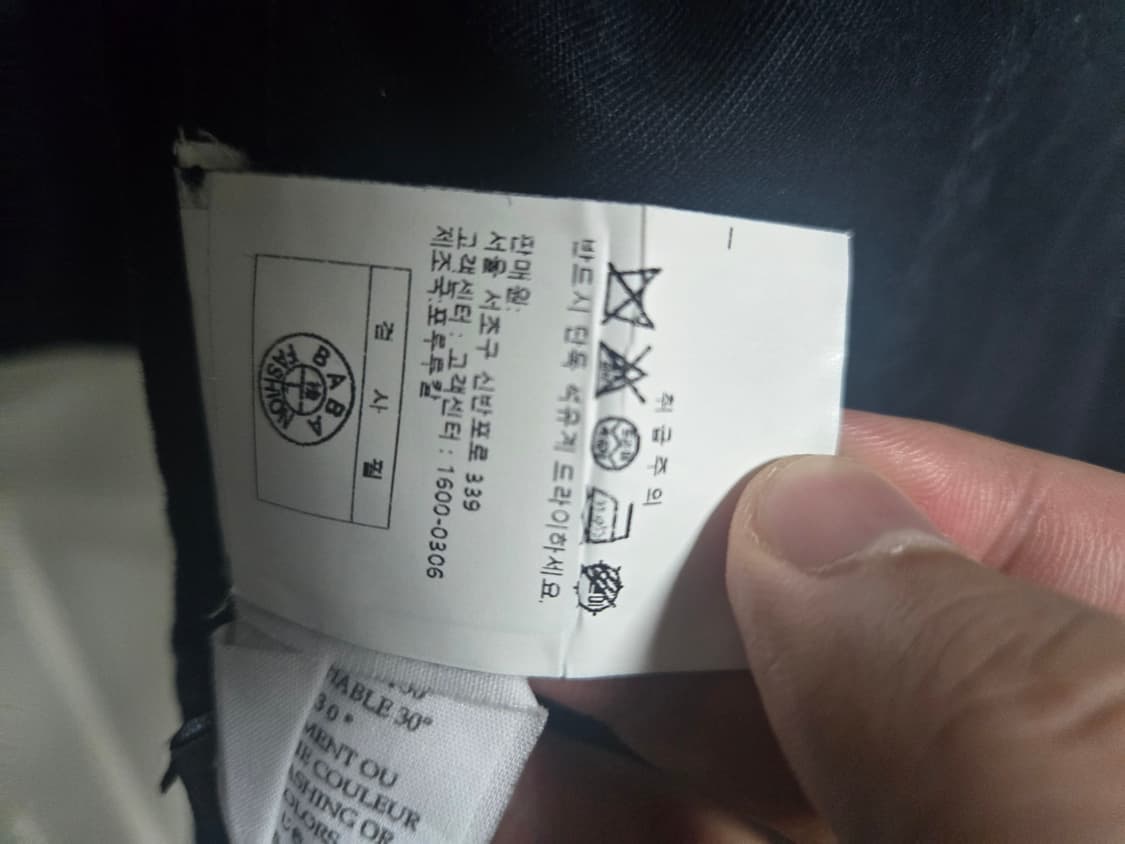 취급주의
반드시 단독 석유계 드라이하세요.
판매원:
서울 서초구 신반포로 339
고객센터 : 고객센터 : 1600-0306
제조국:포루투칼
검 사 필
BABA
FASHION
IABLE 30°
30°
MENT OU
IE COULEUR
ASHING OR
OLORS